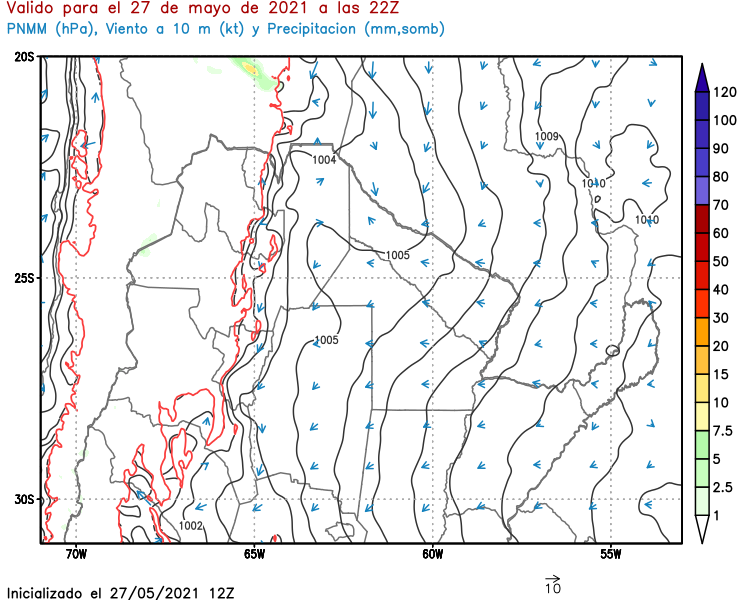 Valido para el 27 de mayo de 2021 a las 22Z
PNMM (hPa), Viento a 10 m (kt) y Precipitacion (mm,somb)
20S
25S
30S
70W
65W
60W
55W
1009
1004
1010
1010
1005
1005
1002
120
100
90
80
70
60
50
40
30
20
15
10
7.5
5
2.5
1
Inicializado el 27/05/2021 12Z
10